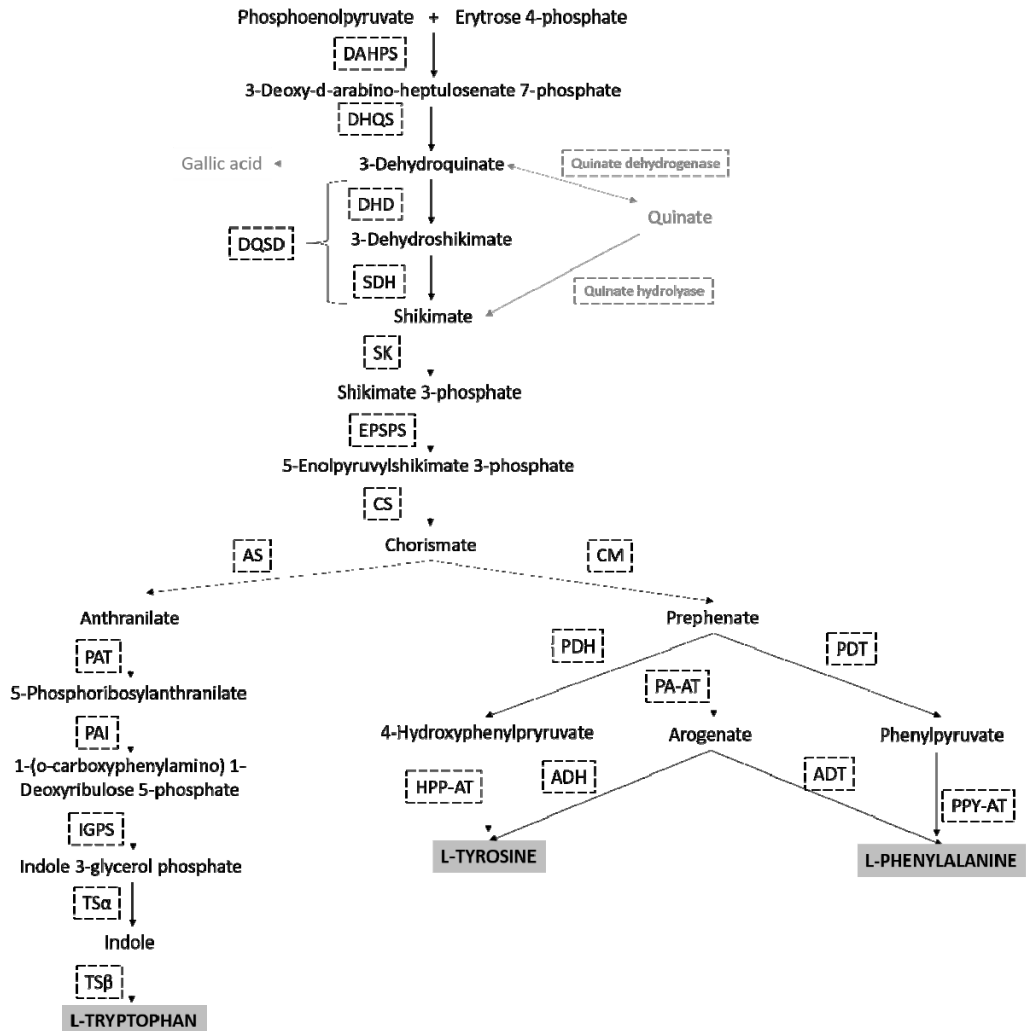 Phosphoenolpyruvate + Erytrose 4-phosphate
DAHPS
3-Deoxy-d-arabino-heptulosenate 7-phosphate
DHQS
Gallic acid
3-Dehydroquinate
Quinate dehydrogenase
DHD
Quinate
DQSD
3-Dehydroshikimate
SDH
Quinate hydrolyase
Shikimate
SK
Shikimate 3-phosphate
EPSPS
5-Enolpyruvylshikimate 3-phosphate
CS
Chorismate
AS
CM
Anthranilate
Prephenate
PAT
PDH
PDT
PA-AT
5-Phosphoribosylanthranilate
PAI
4-Hydroxyphenylpryruvate
Arogenate
Phenylpyruvate
1-(o-carboxyphenylamino) 1-
Deoxyribulose 5-phosphate
HPP-AT
ADH
ADT
PPY-AT
IGPS
L-TYROSINE
L-PHENYLALANINE
Indole 3-glycerol phosphate
TSα
Indole
TSβ
L-TRYPTOPHAN